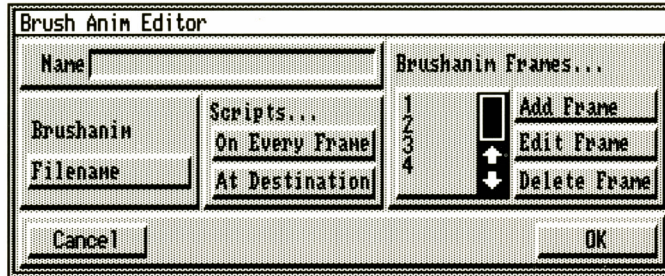 Brush Anim Editor
Name
Brushanim Frames...
1
2
3
4
Add Frame
Edit Frame
Delete Frame
Brushanim
Filename
Scripts...
On Every Frame
At Destination
Cancel
OK